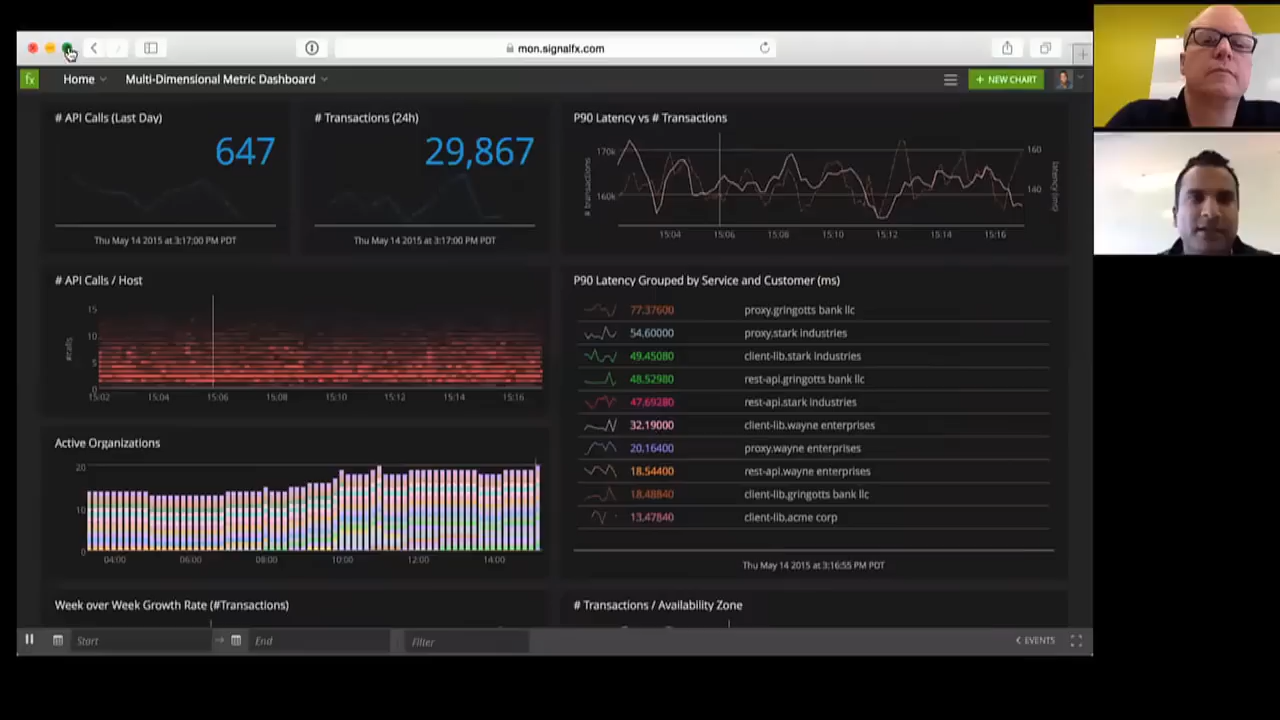 mon.signalfx.com
fx Home Multi-Dimensional Metric Dashboard + NEW CHART
# API Calls (Last Day)
647
Thu May 14 2015 at 3:17:00 PM PDT
# Transactions (24h)
29,867
Thu May 14 2015 at 3:17:00 PM PDT
P90 Latency vs # Transactions
# transactions
170k
160k
160
140
Latency (ms)
15:04 15:06 15:08 15:10 15:12 15:14 15:16
# API Calls / Host
#calls
15
10
5
0
15:02 15:04 15:06 15:08 15:10 15:12 15:14 15:16
P90 Latency Grouped by Service and Customer (ms)
77.37600 proxy.gringotts bank llc
54.60000 proxy.stark industries
49.45080 client-lib.stark industries
48.52980 rest-api.gringotts bank llc
47.69280 rest-api.stark industries
32.19000 client-lib.wayne enterprises
20.16400 proxy.wayne enterprises
18.54400 rest-api.wayne enterprises
18.48840 client-lib.gringotts bank llc
13.47840 client-lib.acme corp
Thu May 14 2015 at 3:16:55 PM PDT
Active Organizations
20
10
0
04:00 06:00 08:00 10:00 12:00 14:00
Week over Week Growth Rate (#Transactions)
# Transactions / Availability Zone
Start End Filter EVENTS